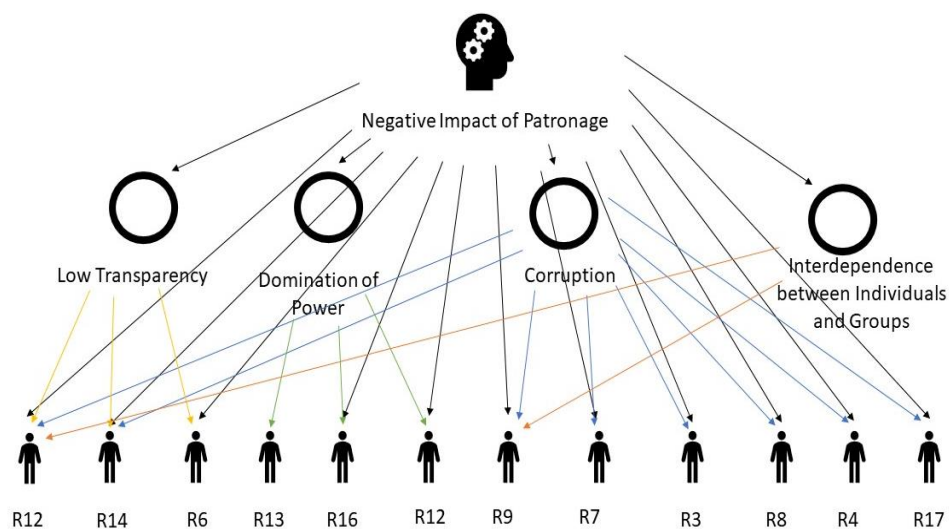 Negative Impact of Patronage
Low Transparency
Domination of
Power
Corruption
Interdependence
between Individuals
and Groups
R12 R14 R6 R13 R16 R12 R9 R7 R3 R8 R4 R17